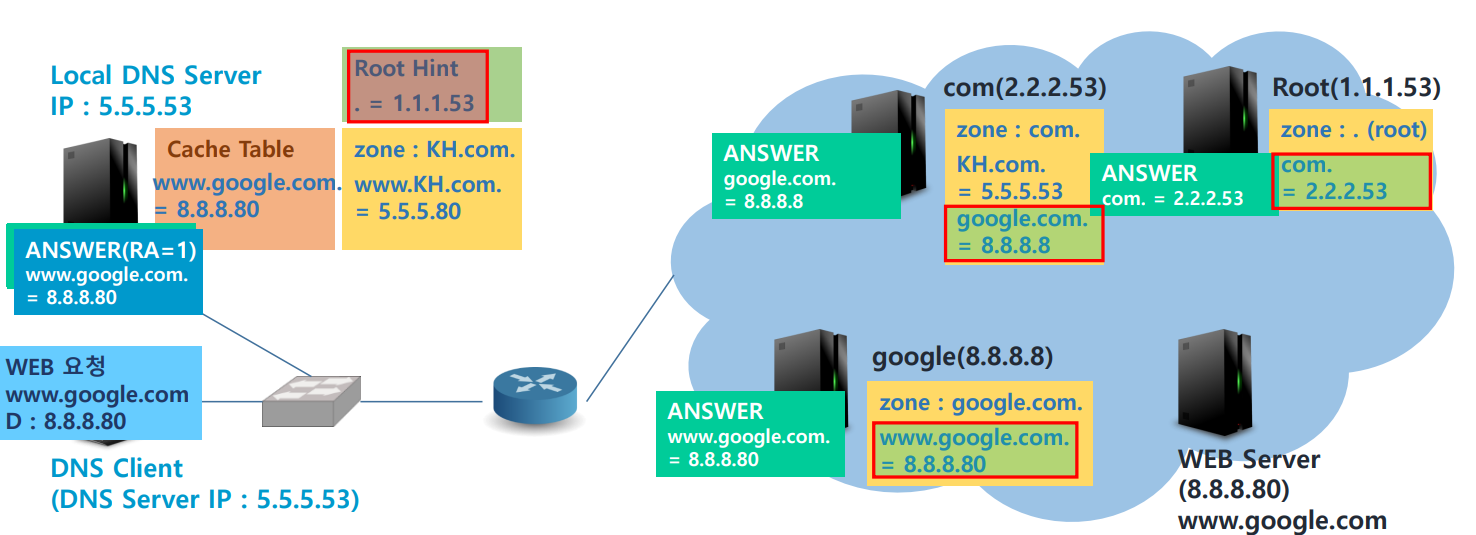 Local DNS Server
IP : 5.5.5.53
Root Hint
. = 1.1.1.53
Cache Table
www.google.com.
= 8.8.8.80
zone : KH.com.
www.KH.com.
= 5.5.5.80
ANSWER(RA=1)
www.google.com.
= 8.8.8.80
WEB 요청
www.google.com
D : 8.8.8.80
DNS Client
(DNS Server IP : 5.5.5.53)
com(2.2.2.53)
zone : com.
KH.com.
= 5.5.5.53
google.com.
= 8.8.8.8
ANSWER
google.com.
= 8.8.8.8
Root(1.1.1.53)
zone : . (root)
com.
= 2.2.2.53
ANSWER
com. = 2.2.2.53
google(8.8.8.8)
zone : google.com.
www.google.com.
= 8.8.8.80
ANSWER
www.google.com.
= 8.8.8.80
WEB Server
(8.8.8.80)
www.google.com